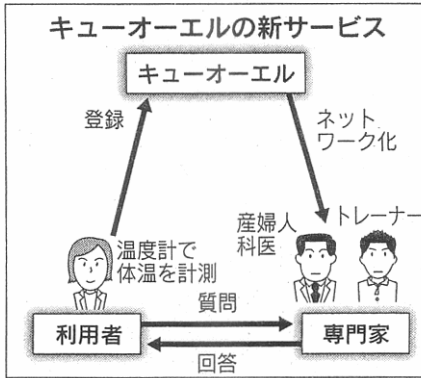 キューオーエルの新サービス
キューオーエル
登録
ネット
ワーク化
産婦人
科医
トレーナー
温度計で
体温を計測
質問
利用者
専門家
回答